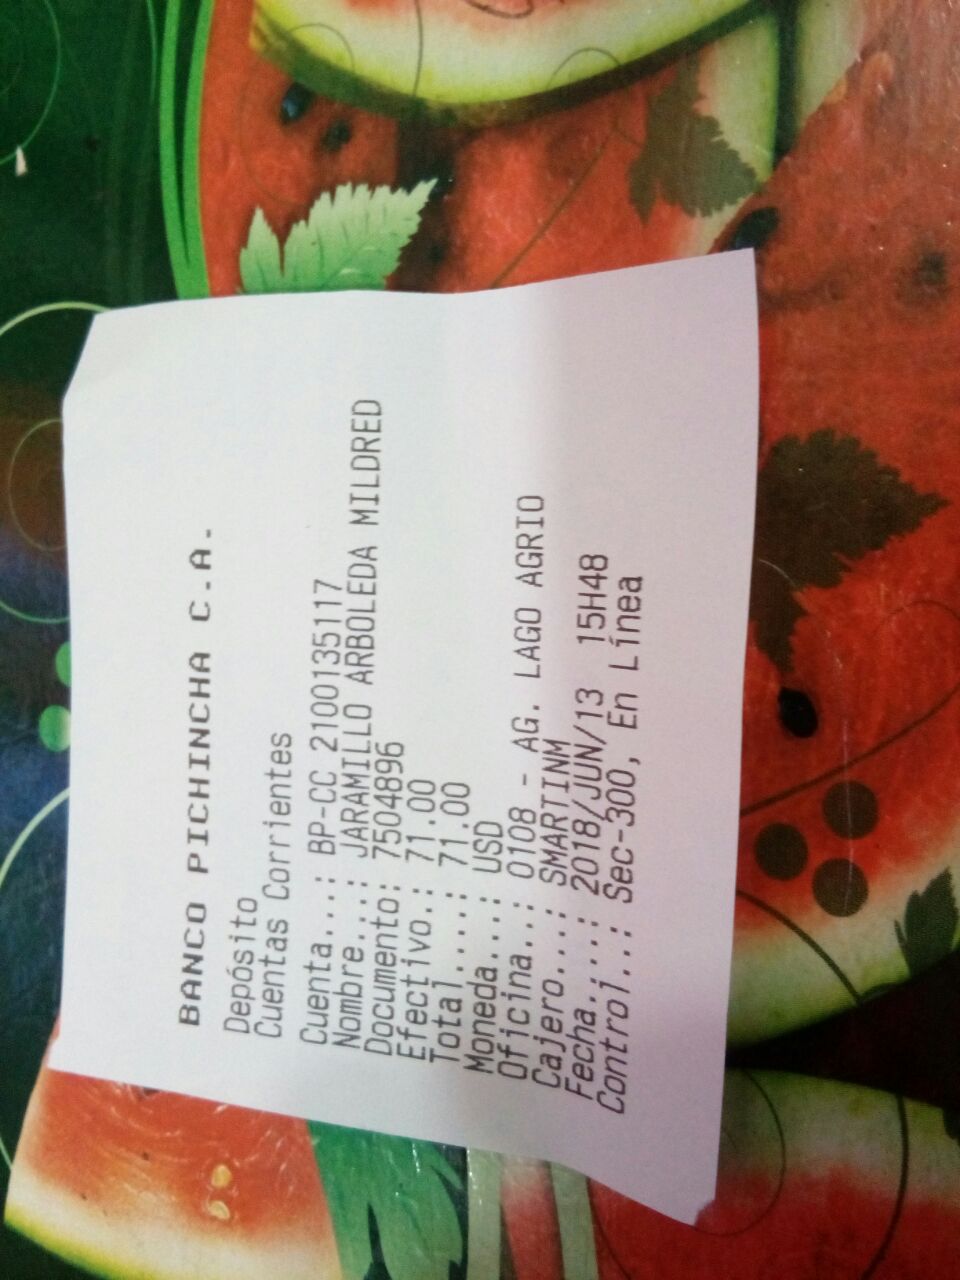 BANCO PICHINCHA C.A.
Depósito
Cuentas Corrientes
Cuenta...: BP-CC 2100135117
Nombre...: JARAMILLO ARBOLEDA MILDRED
Documento: 7504896
Efectivo.: 71.00
Total....: 71.00
Moneda...: USD
Oficina..: 0108 - AG. LAGO AGRIO
Cajero...: SMARTINM
Fecha....: 2018/JUN/13 15H48
Control..: Sec-300, En Línea